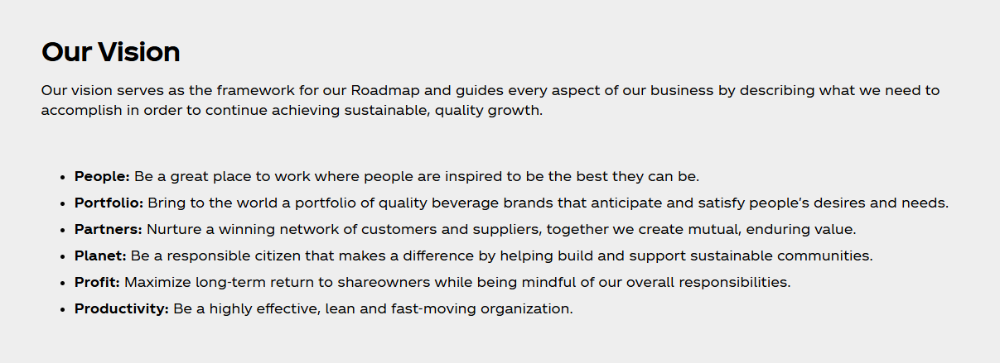 Our Vision
Our vision serves as the framework for our Roadmap and guides every aspect of our business by describing what we need to
accomplish in order to continue achieving sustainable, quality growth.
• People: Be a great place to work where people are inspired to be the best they can be.
• Portfolio: Bring to the world a portfolio of quality beverage brands that anticipate and satisfy people's desires and needs.
• Partners: Nurture a winning network of customers and suppliers, together we create mutual, enduring value.
• Planet: Be a responsible citizen that makes a difference by helping build and support sustainable communities.
• Profit: Maximize long-term return to shareowners while being mindful of our overall responsibilities.
• Productivity: Be a highly effective, lean and fast-moving organization.